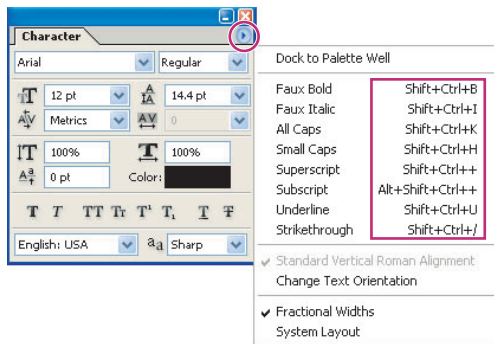 Character
Arial
Regular
12 pt
14.4 pt
Metrics
0
100%
100%
0 pt
Color:
T T TT Tr T¹ T₁ T T
English: USA
aa
Sharp
Dock to Palette Well
Faux Bold Shift+Ctrl+B
Faux Italic Shift+Ctrl+I
All Caps Shift+Ctrl+K
Small Caps Shift+Ctrl+H
Superscript Shift+Ctrl++
Subscript Alt+Shift+Ctrl++
Underline Shift+Ctrl+U
Strikethrough Shift+Ctrl+/
Standard Vertical Roman Alignment
Change Text Orientation
Fractional Widths
System Layout